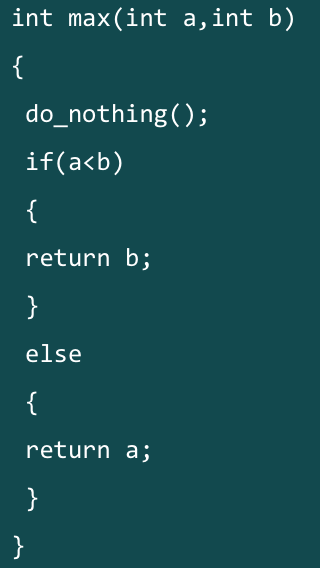 int max(int a,int b)
{
do_nothing();
if(a<b)
{
return b;
}
else
{
return a;
}
}